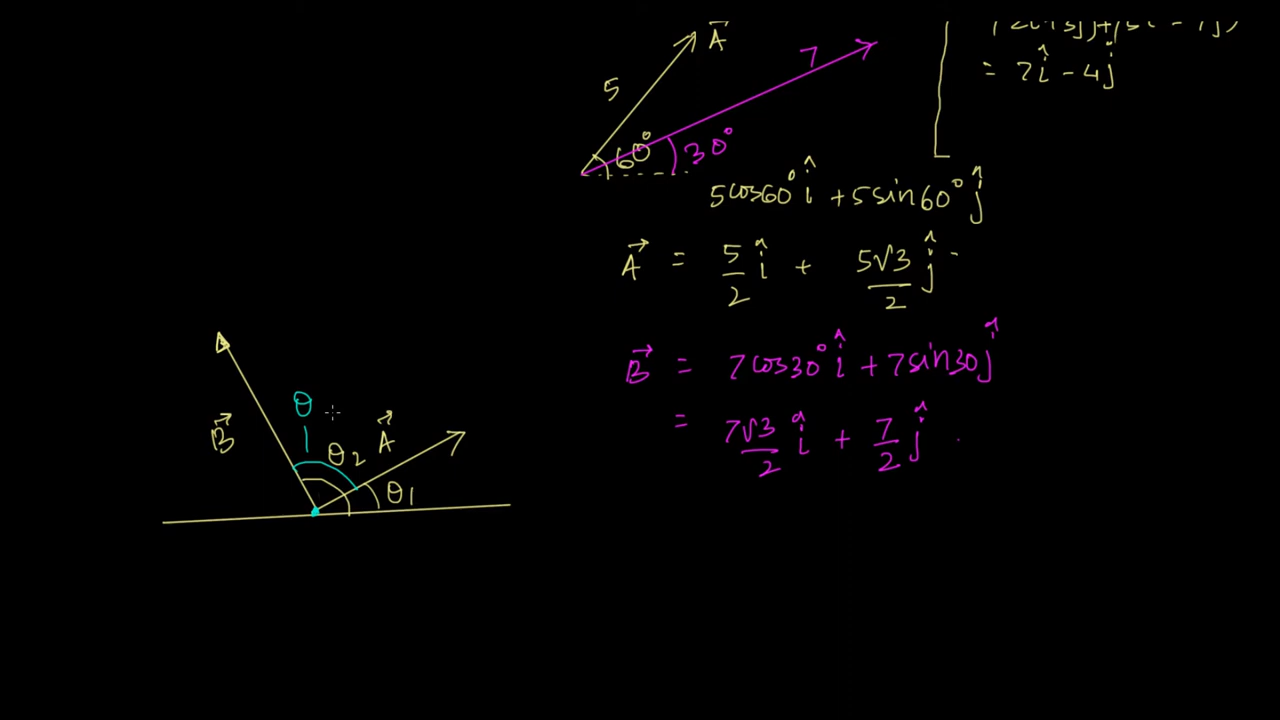 A⃗
7
5
= 7î - 4ĵ
60°
30°
5cos60° î + 5sin60° ĵ
A⃗ = 5/2 î + 5√3/2 ĵ
B⃗ = 7cos30° î + 7sin30 ĵ
= 7√3/2 î + 7/2 ĵ
θ
B⃗
θ2
A⃗
θ1